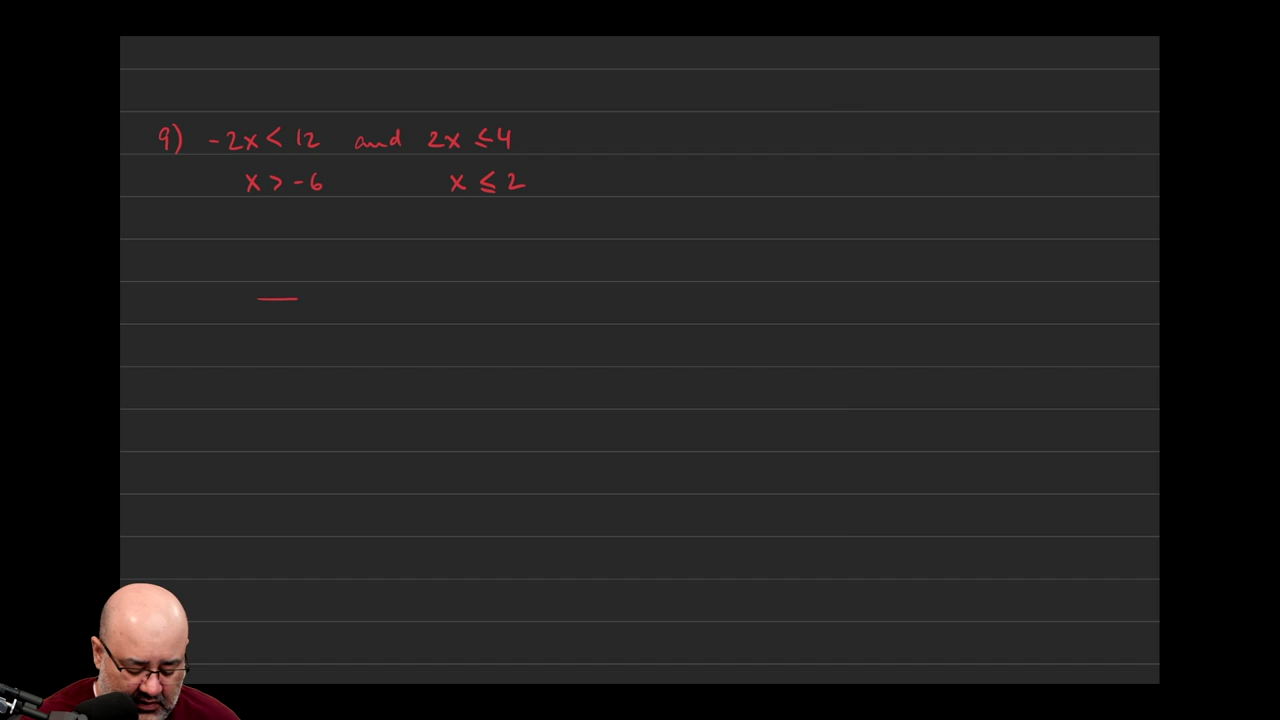 9) -2x < 12 and 2x ≤ 4
x > -6 x ≤ 2